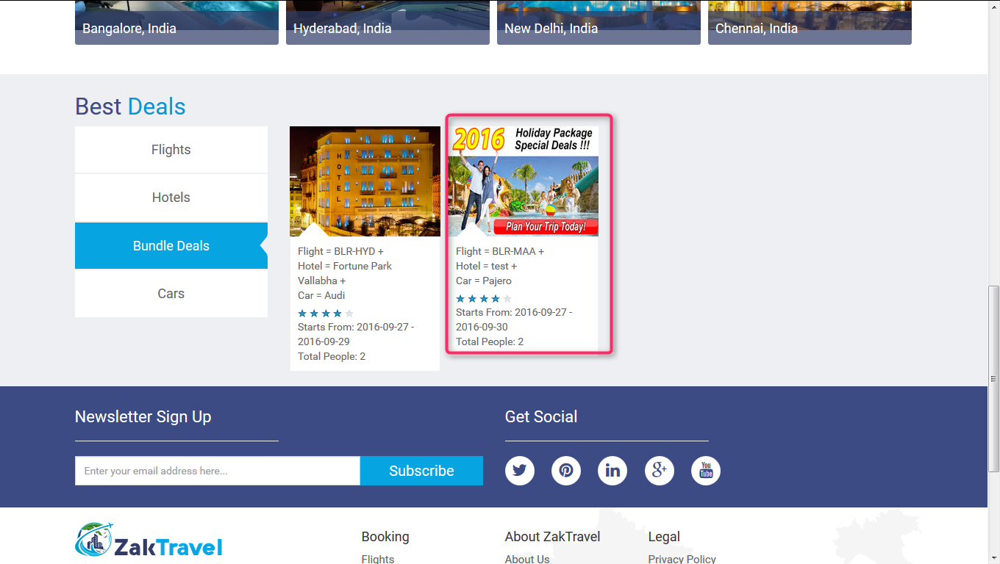 Bangalore, India
Hyderabad, India
New Delhi, India
Chennai, India
Best Deals
Flights
Hotels
Bundle Deals
Cars
HOTEL
Flight = BLR-HYD +
Hotel = Fortune Park
Vallabha +
Car = Audi
Starts From: 2016-09-27 -
2016-09-29
Total People: 2
2016 Holiday Package
Special Deals !!!
Plan Your Trip Today!
Flight = BLR-MAA +
Hotel = test +
Car = Pajero
Starts From: 2016-09-27 -
2016-09-30
Total People: 2
Newsletter Sign Up
Enter your email address here...
Subscribe
Get Social
in
g+
You
Tube
ZakTravel
Booking
Flights
About ZakTravel
About Us
Legal
Privacy Policy